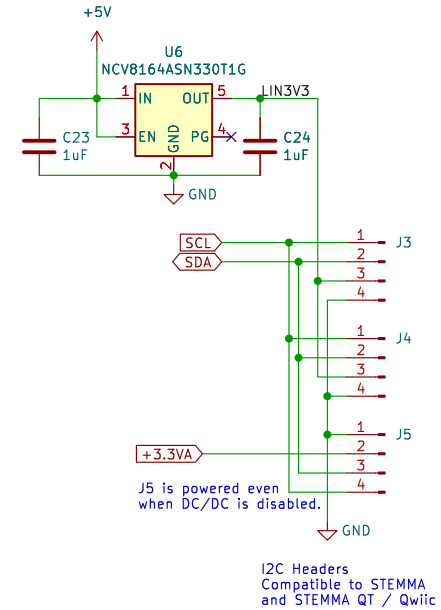 +5V
U6
NCV8164ASN330T1G
LIN3V3
1 IN OUT 5
C23
1uF
3 EN PG 4
C24
1uF
GND
2
GND
SCL
1 J3
SDA
2
3
4
1 J4
2
3
4
1 J5
+3.3VA
2
3
4
J5 is powered even
when DC/DC is disabled.
GND
I2C Headers
Compatible to STEMMA
and STEMMA QT / Qwiic